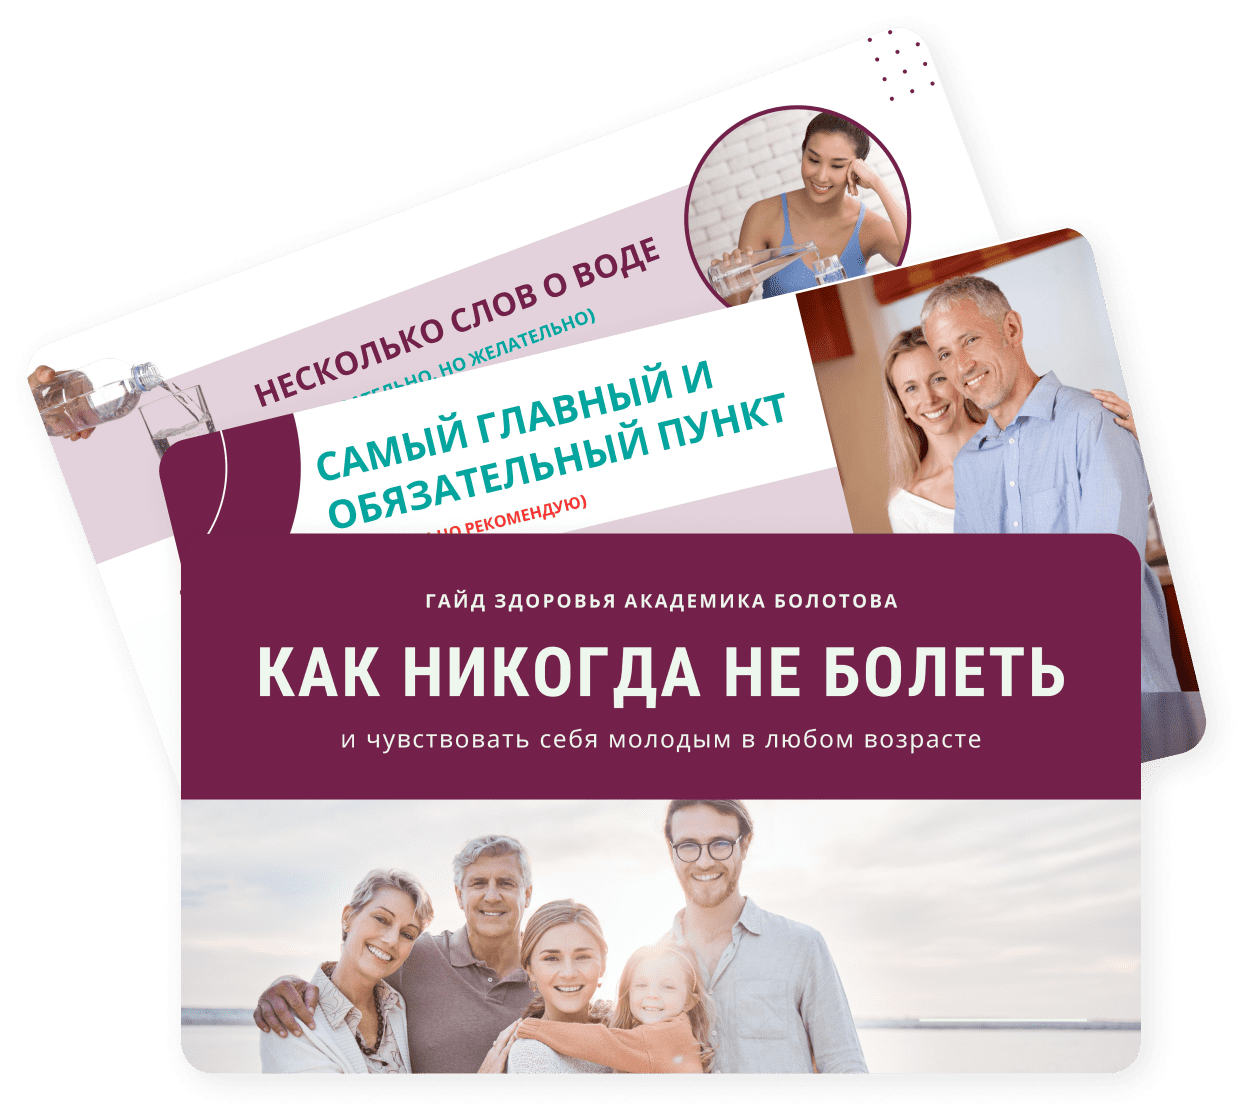 НЕСКОЛЬКО СЛОВ О ВОДЕ
НО ЖЕЛАТЕЛЬНО)
САМЫЙ ГЛАВНЫЙ И
ОБЯЗАТЕЛЬНЫЙ ПУНКТ
НО РЕКОМЕНДУЮ)
ГАЙД ЗДОРОВЬЯ АКАДЕМИКА БОЛОТОВА
КАК НИКОГДА НЕ БОЛЕТЬ
и чувствовать себя молодым в любом возрасте